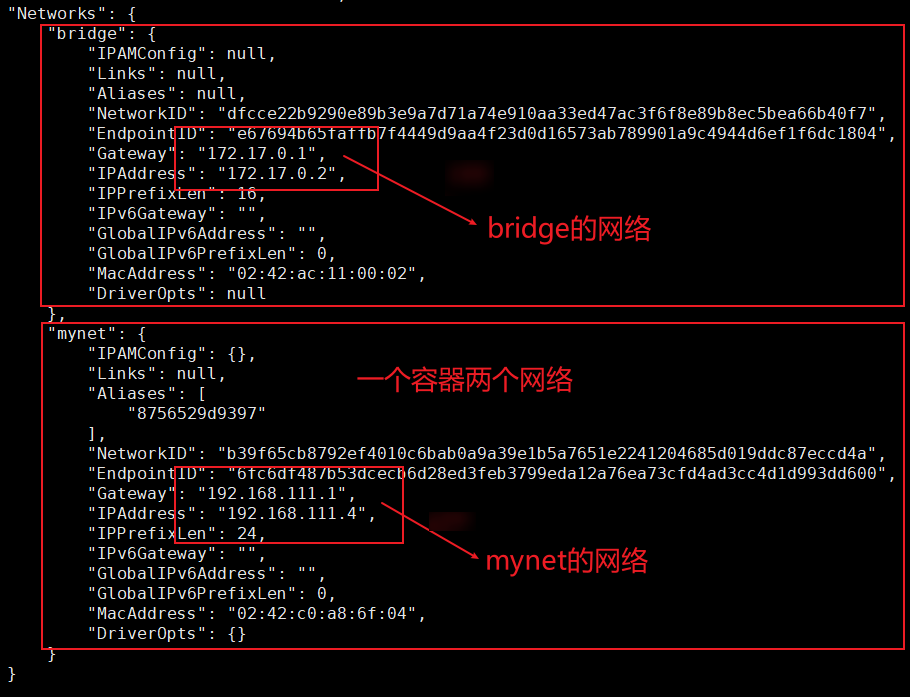 "Networks": {
"bridge": {
"IPAMConfig": null,
"Links": null,
"Aliases": null,
"NetworkID": "dfcce22b9290e89b3e9a7d71a74e910aa33ed47ac3f6f8e89b8ec5bea66b40f7",
"EndpointID": "e67694b65faffb7f4449d9aa4f23d0d16573ab789901a9c4944d6ef1f6dc1804",
"Gateway": "172.17.0.1",
"IPAddress": "172.17.0.2",
"IPPrefixLen": 16,
"IPv6Gateway": "",
bridge的网络
"GlobalIPv6Address": "",
"GlobalIPv6PrefixLen": 0,
"MacAddress": "02:42:ac:11:00:02",
"DriverOpts": null
},
"mynet": {
"IPAMConfig": {},
"Links": null,
一个容器两个网络
"Aliases": [
"8756529d9397"
],
"NetworkID": "b39f65cb8792ef4010c6bab0a9a39e1b5a7651e2241204685d019ddc87eccd4a",
"EndpointID": "6fc6df487b53dcecb6d28ed3feb3799eda12a76ea73cfd4ad3cc4d1d993dd600",
"Gateway": "192.168.111.1",
"IPAddress": "192.168.111.4",
"IPPrefixLen": 24,
"IPv6Gateway": "",
mynet的网络
"GlobalIPv6Address": "",
"GlobalIPv6PrefixLen": 0,
"MacAddress": "02:42:c0:a8:6f:04",
"DriverOpts": {}
}
}